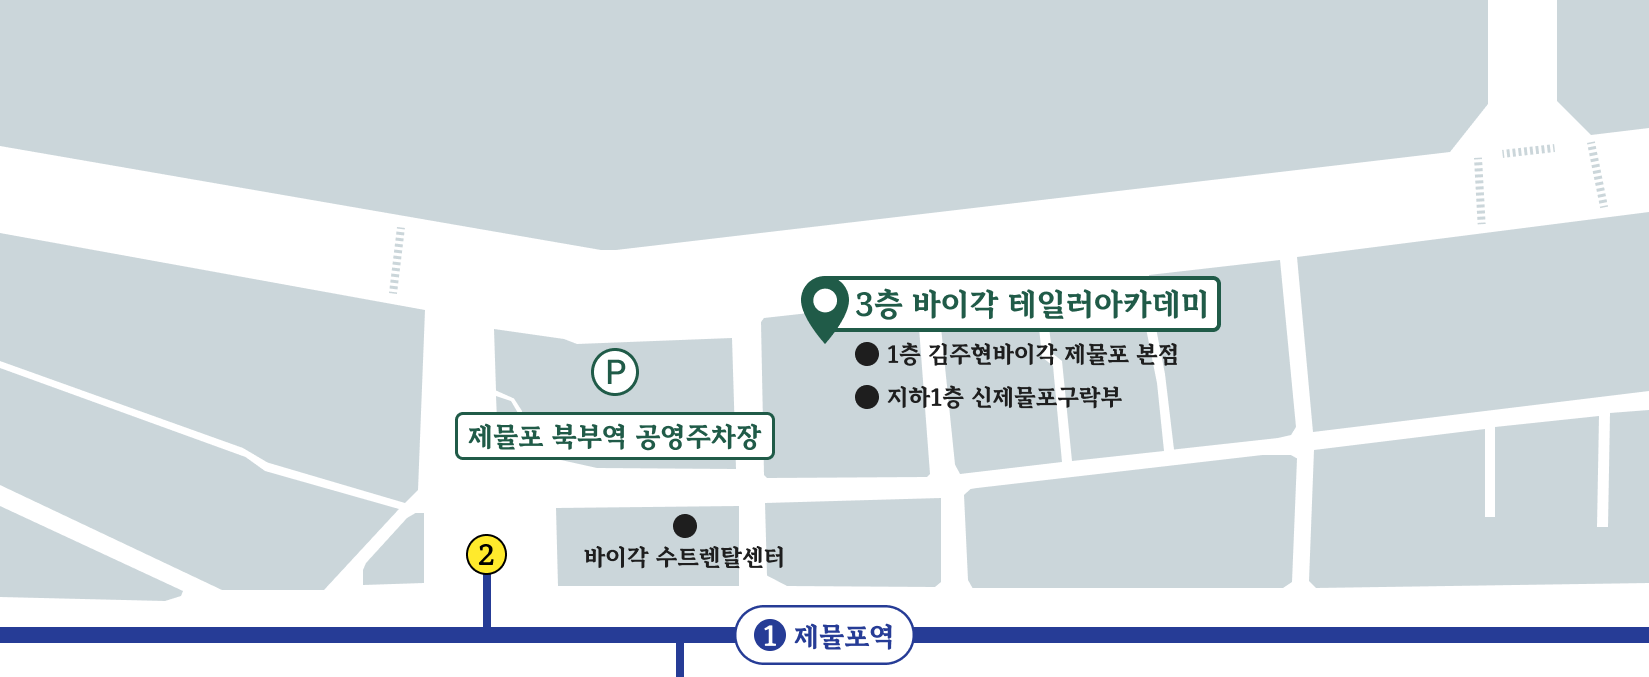 3층 바이각 테일러아카데미
1층 김주현바이각 제물포 본점
지하1층 신제물포구락부
P
제물포 북부역 공영주차장
바이각 수트렌탈센터
2
1 제물포역